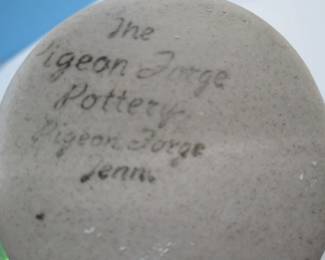 The
Pigeon Forge
Pottery
Pigeon Forge
Tenn.